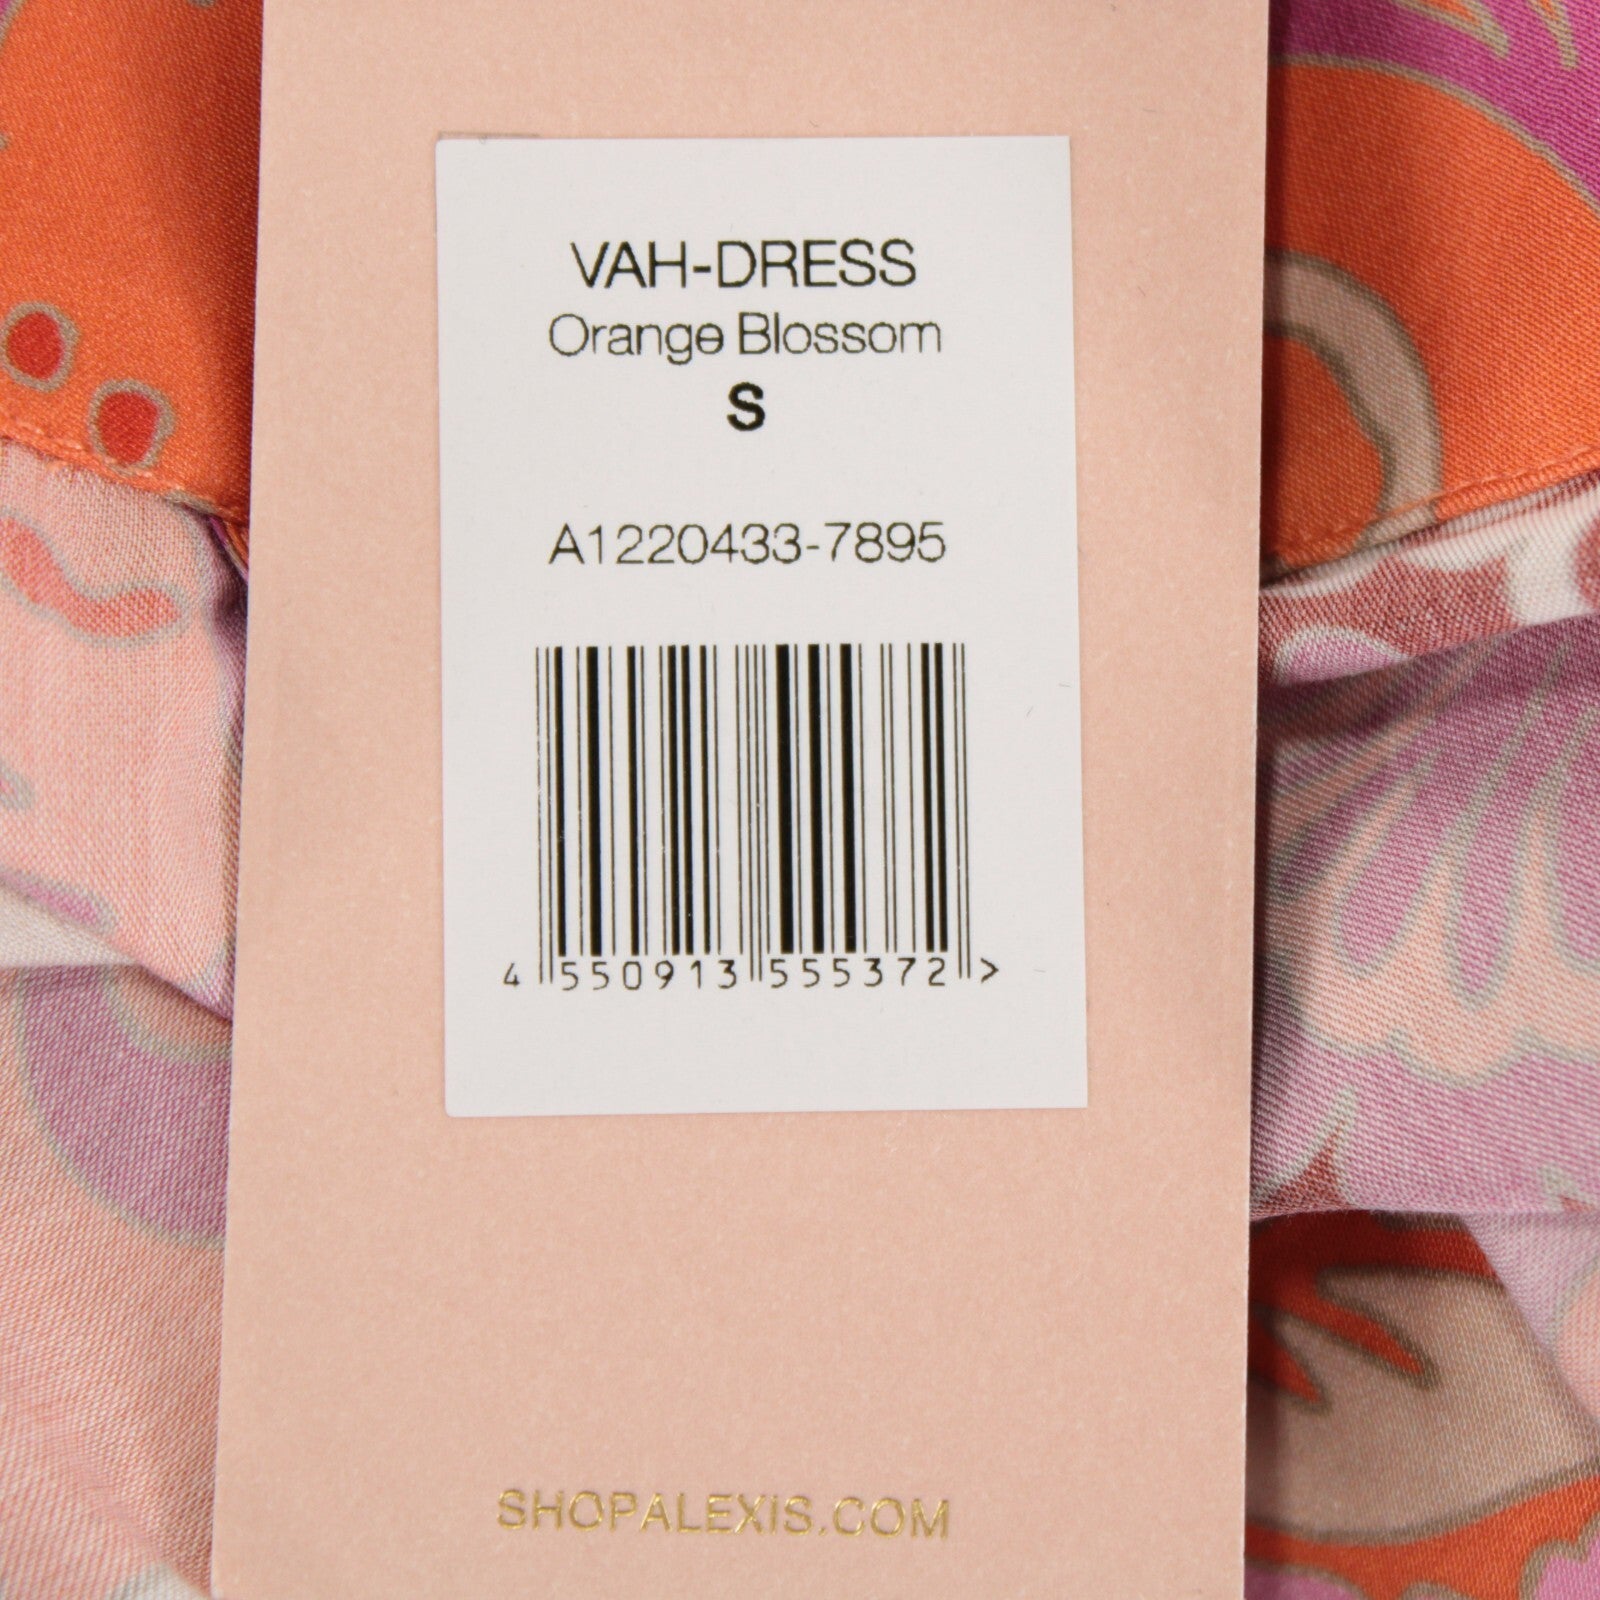 VAH-DRESS
Orange Blossom
S
A1220433-7895
4 550913 555372 >
SHOPALEXIS.COM